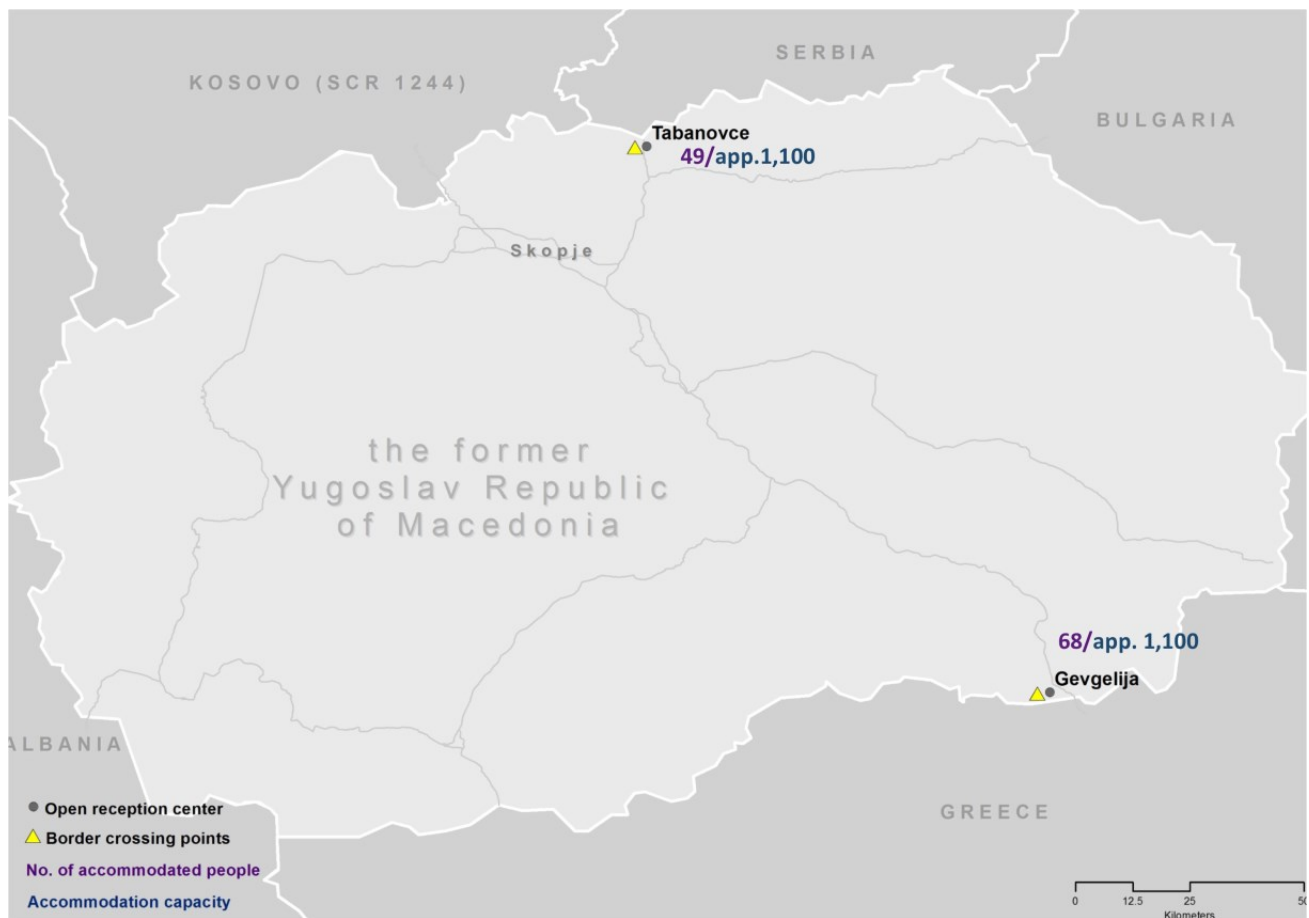 SERBIA
KOSOVO (SCR 1244)
BULGARIA
Tabanovce
49/app.1,100
Skopje
the former
Yugoslav Republic
of Macedonia
68/app. 1,100
Gevgelija
ALBANIA
GREECE
Open reception center
Border crossing points
No. of accommodated people
Accommodation capacity
0 12.5 25 50
Kilometers